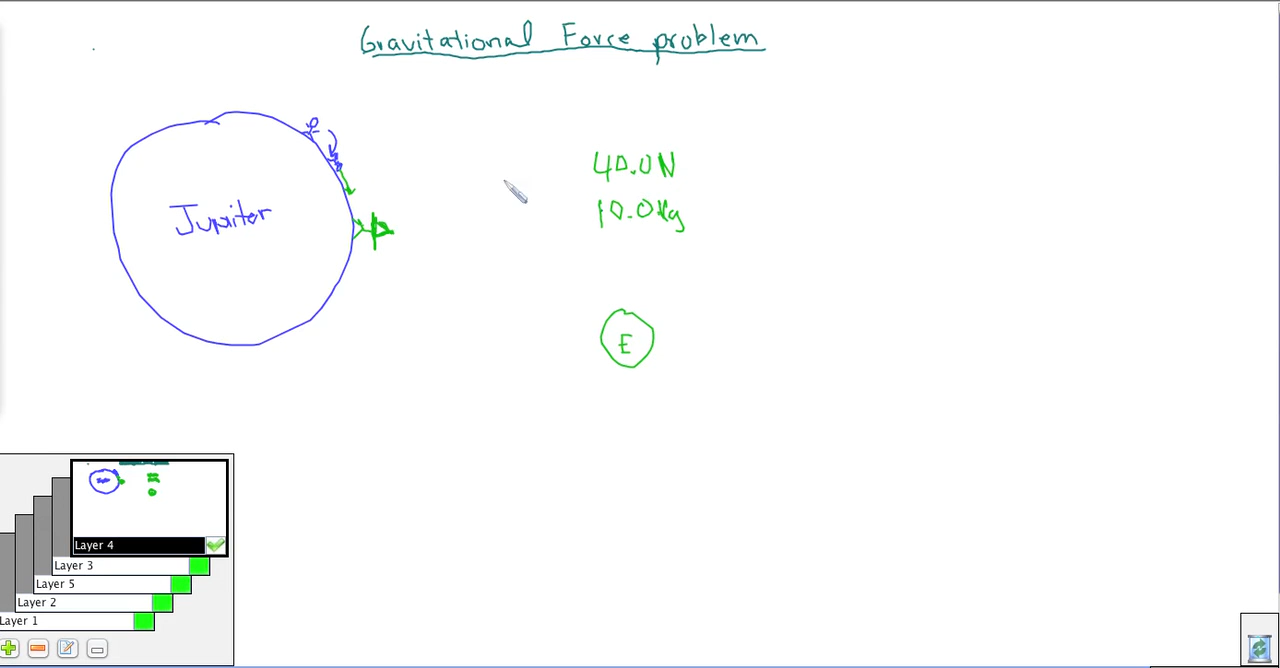 Gravitational Force problem
Jupiter
40.0N
10.0Kg
E
Layer 4
Layer 3
Layer 5
Layer 2
Layer 1